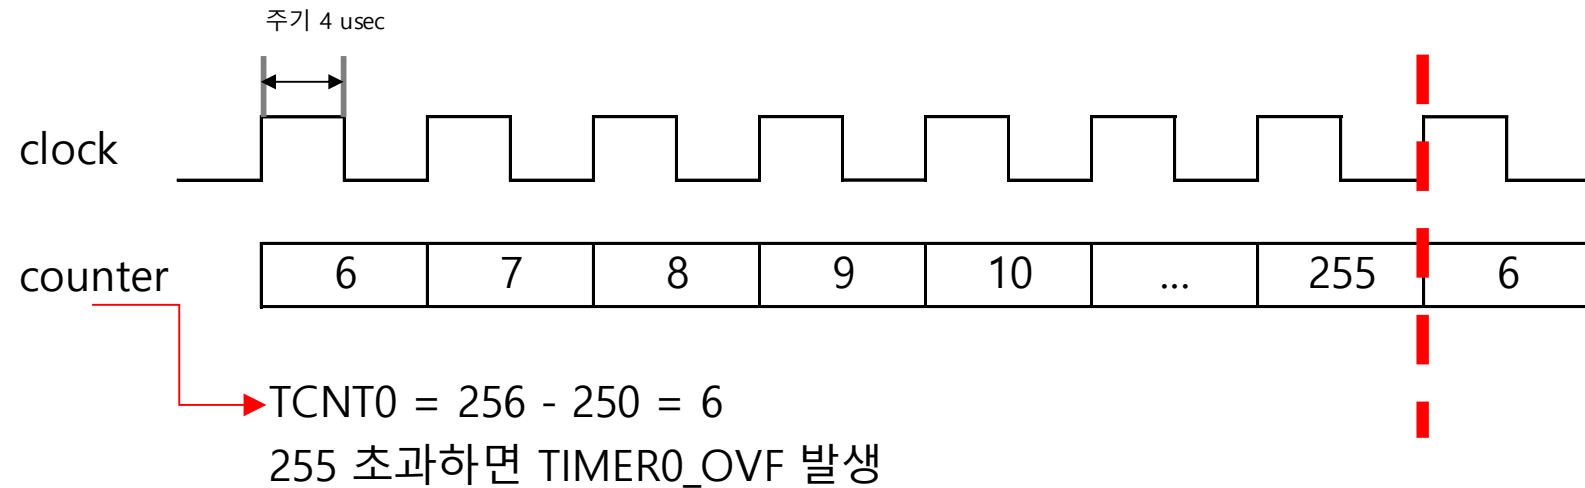 주기 4 usec
clock
counter
6 7 8 9 10 ... 255 6
TCNT0 = 256 - 250 = 6
255 초과하면 TIMER0_OVF 발생